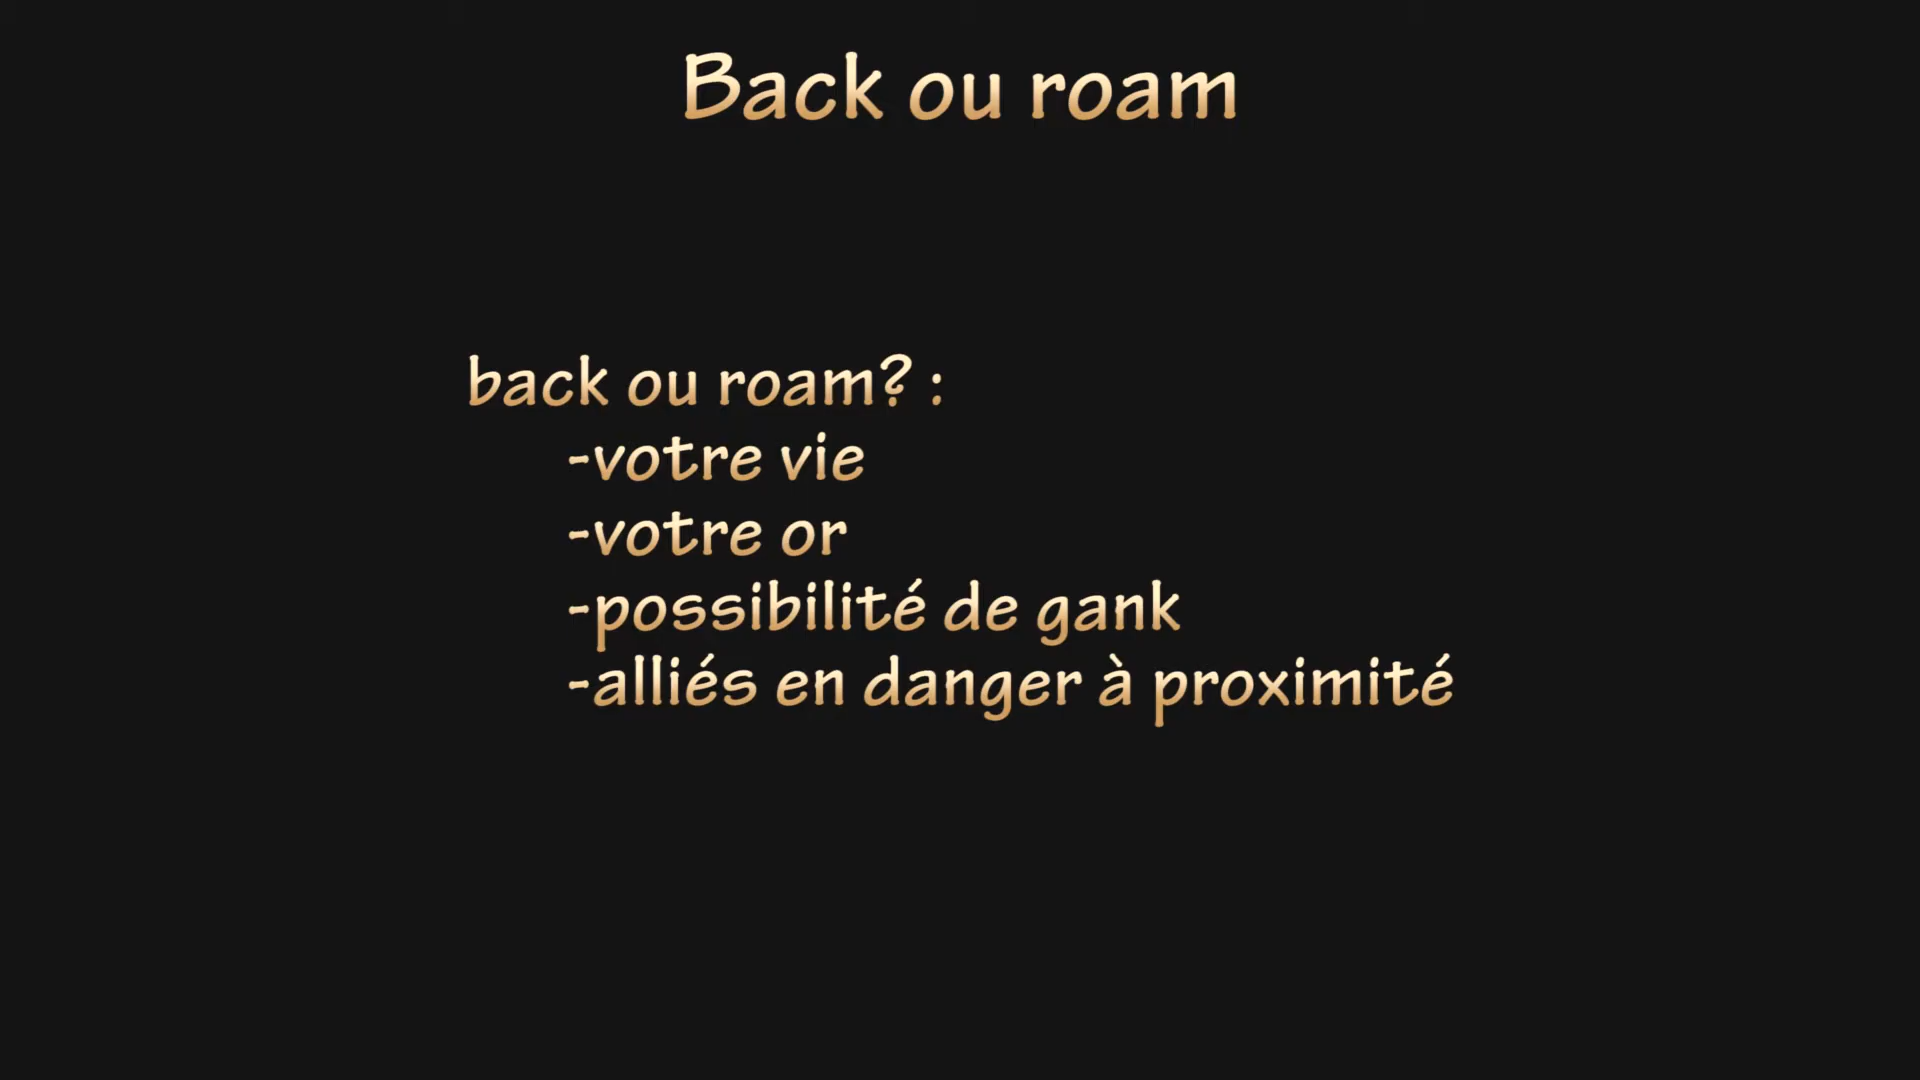 Back ou roam
back ou roam? :
-votre vie
-votre or
-possibilité de gank
-alliés en danger à proximité